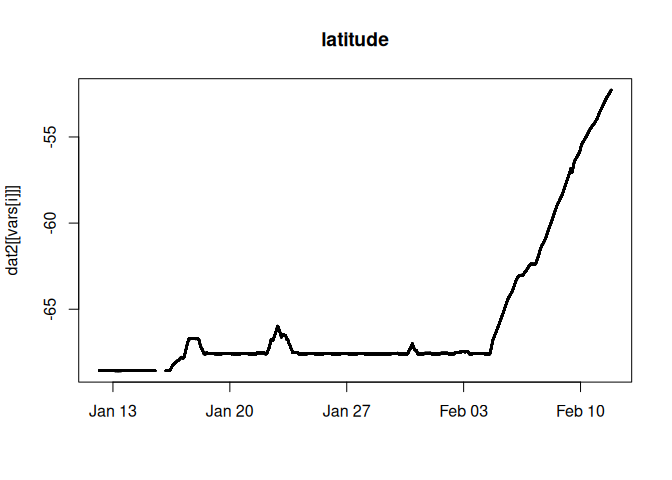 latitude
dat2[[vars[i]]]
-55
-60
-65
Jan 13
Jan 20
Jan 27
Feb 03
Feb 10